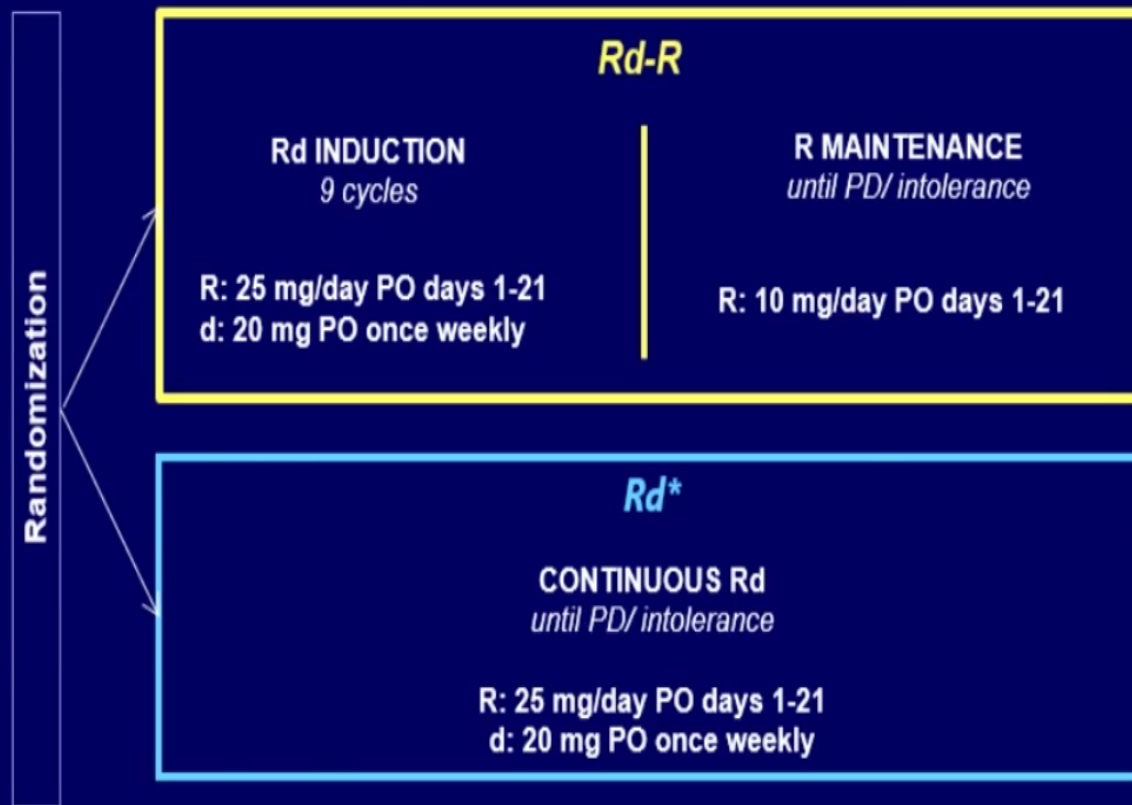 Randomization
Rd-R
Rd INDUCTION
9 cycles
R: 25 mg/day PO days 1-21
d: 20 mg PO once weekly
R MAINTENANCE
until PD/ intolerance
R: 10 mg/day PO days 1-21
Rd*
CONTINUOUS Rd
until PD/ intolerance
R: 25 mg/day PO days 1-21
d: 20 mg PO once weekly